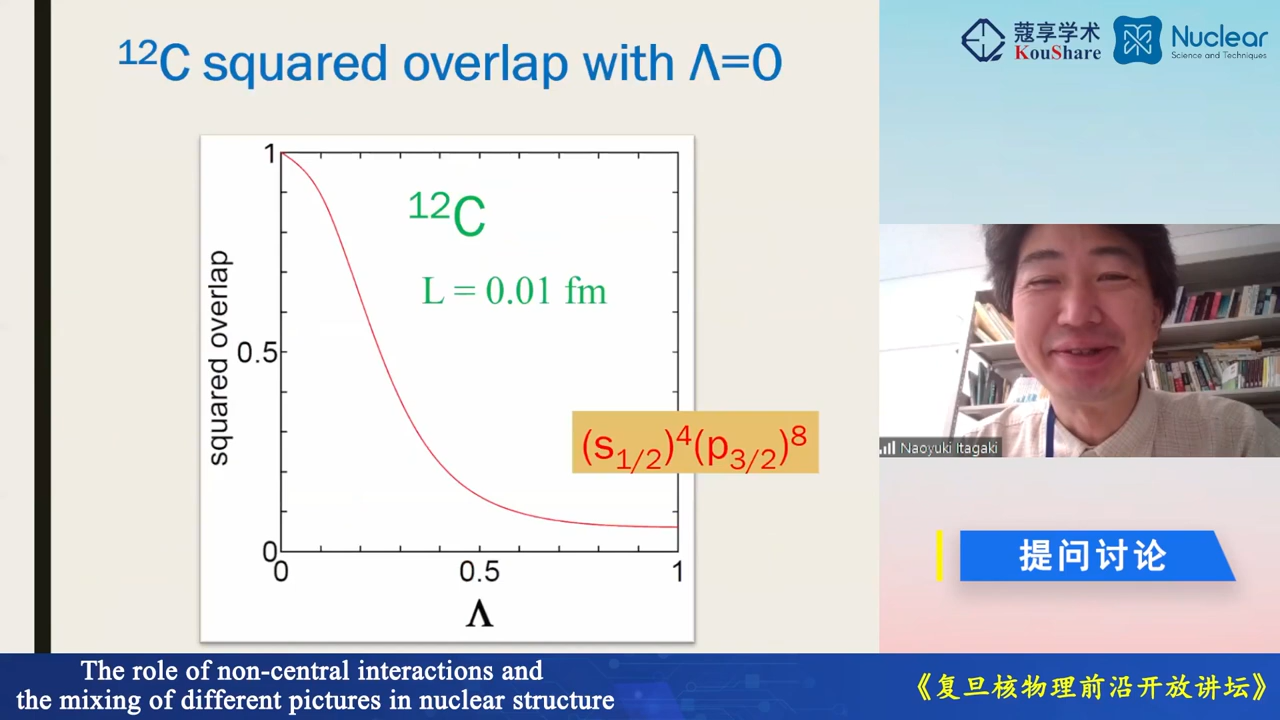 ¹²C squared overlap with Λ=0
蔻享学术
KouShare
Nuclear
Science and Techniques
1
¹²C
L = 0.01 fm
squared overlap
0.5
(s₁/₂)⁴(p₃/₂)⁸
0
0
0.5
1
Λ
Naoyuki Itagaki
提问讨论
The role of non-central interactions and
the mixing of different pictures in nuclear structure
《复旦核物理前沿开放讲坛》